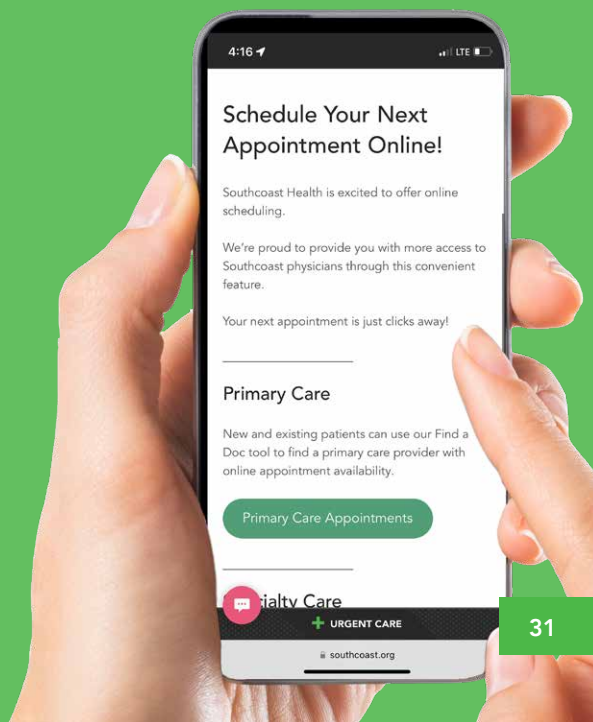 4:16
LTE
Schedule Your Next
Appointment Online!
Southcoast Health is excited to offer online
scheduling.
We're proud to provide you with more access to
Southcoast physicians through this convenient
feature.
Your next appointment is just clicks away!
Primary Care
New and existing patients can use our Find a
Doc tool to find a primary care provider with
online appointment availability.
Primary Care Appointments
Care
URGENT CARE
31
southcoast.org